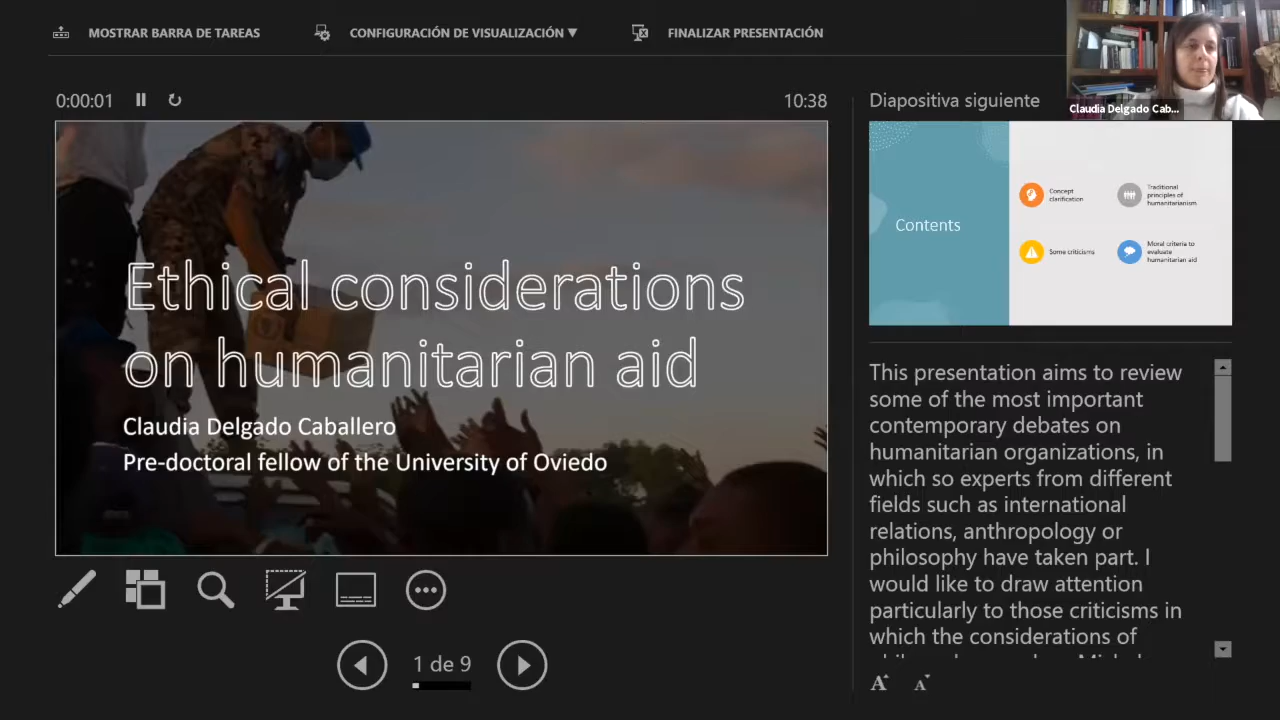 MOSTRAR BARRA DE TAREAS
CONFIGURACIÓN DE VISUALIZACIÓN ▼
FINALIZAR PRESENTACIÓN
Claudia Delgado Cab...
0:00:01
10:38
Diapositiva siguiente
Ethical considerations
on humanitarian aid
Claudia Delgado Caballero
Pre-doctoral fellow of the University of Oviedo
Contents
Concept
clarification
Traditional
principles of
humanitarianism
Some criticisms
Moral criteria to
evaluate
humanitarian aid
This presentation aims to review
some of the most important
contemporary debates on
humanitarian organizations, in
which so experts from different
fields such as international
relations, anthropology or
philosophy have taken part. I
would like to draw attention
particularly to those criticisms in
which the considerations of
1 de 9
A A